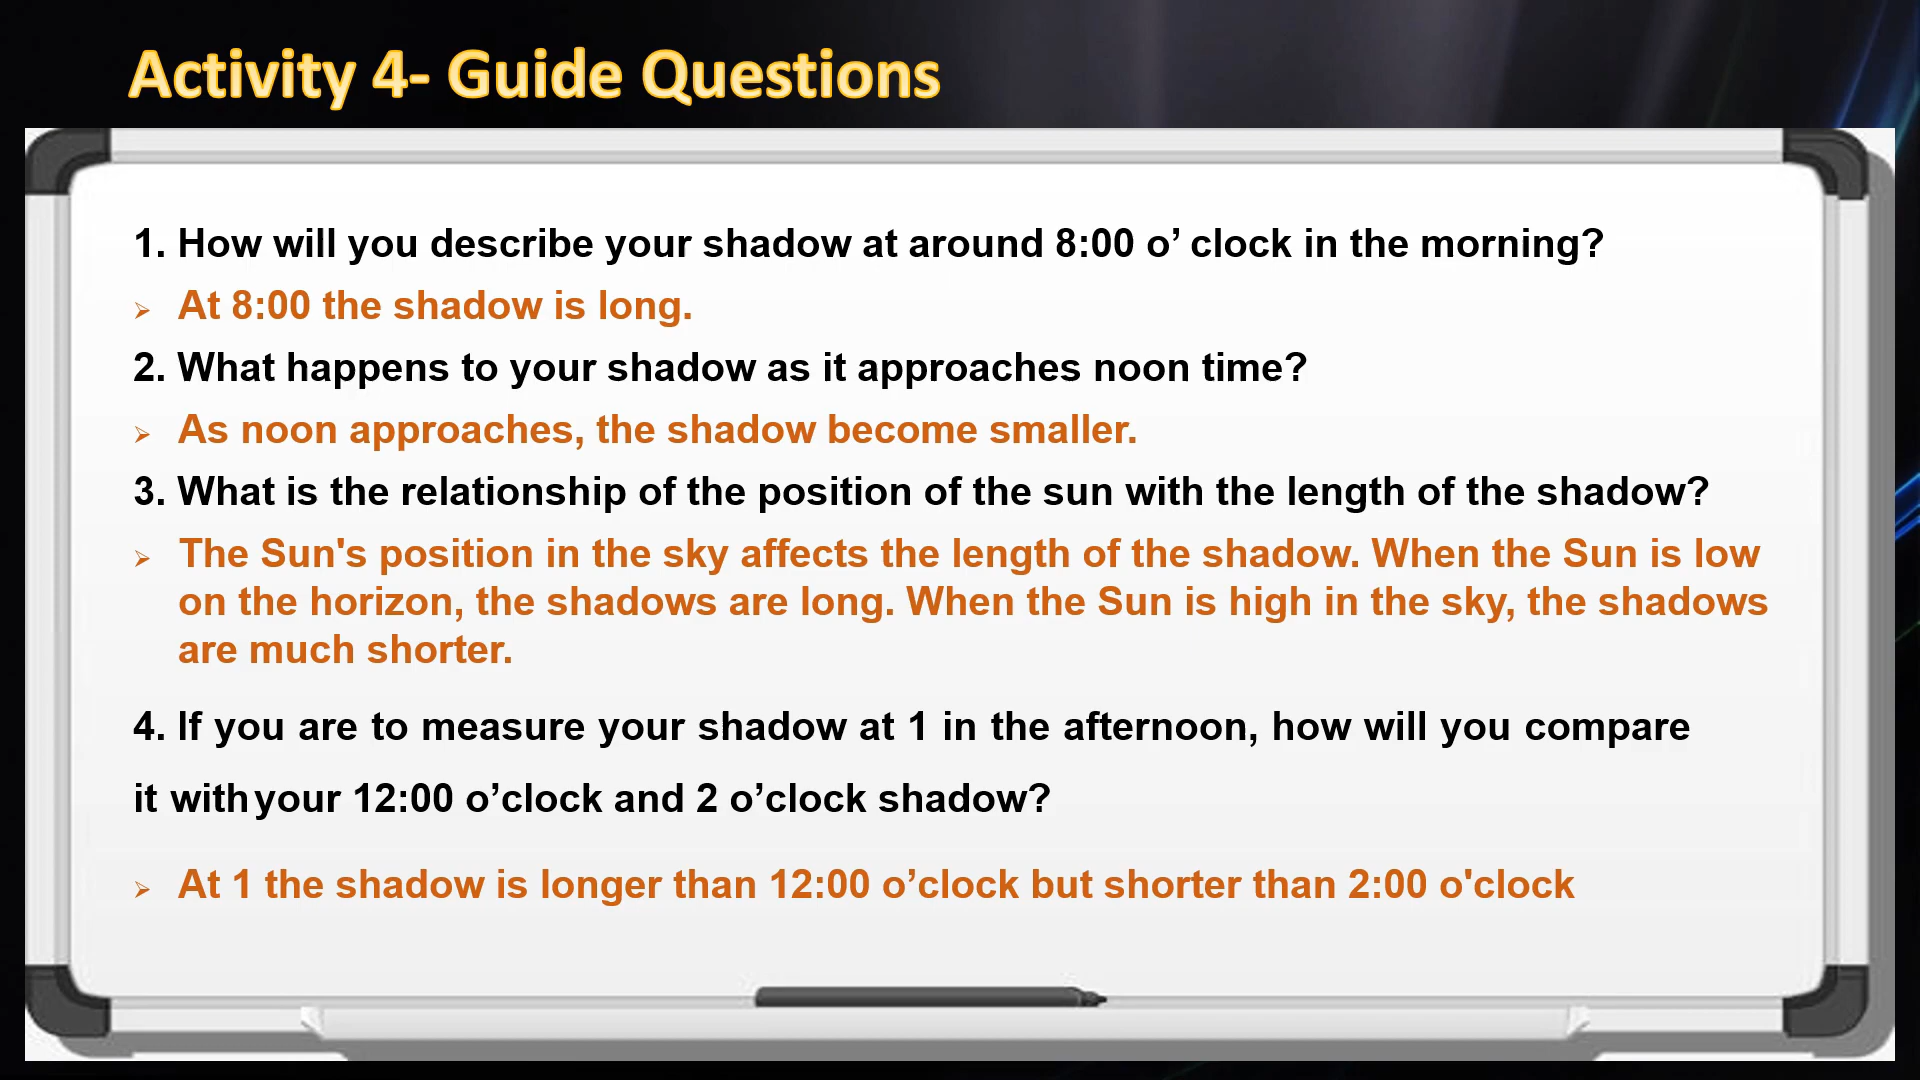 Activity 4- Guide Questions
1. How will you describe your shadow at around 8:00 o’ clock in the morning?
➢ At 8:00 the shadow is long.
2. What happens to your shadow as it approaches noon time?
➢ As noon approaches, the shadow become smaller.
3. What is the relationship of the position of the sun with the length of the shadow?
➢ The Sun's position in the sky affects the length of the shadow. When the Sun is low
on the horizon, the shadows are long. When the Sun is high in the sky, the shadows
are much shorter.
4. If you are to measure your shadow at 1 in the afternoon, how will you compare
it with your 12:00 o’clock and 2 o’clock shadow?
➢ At 1 the shadow is longer than 12:00 o’clock but shorter than 2:00 o'clock